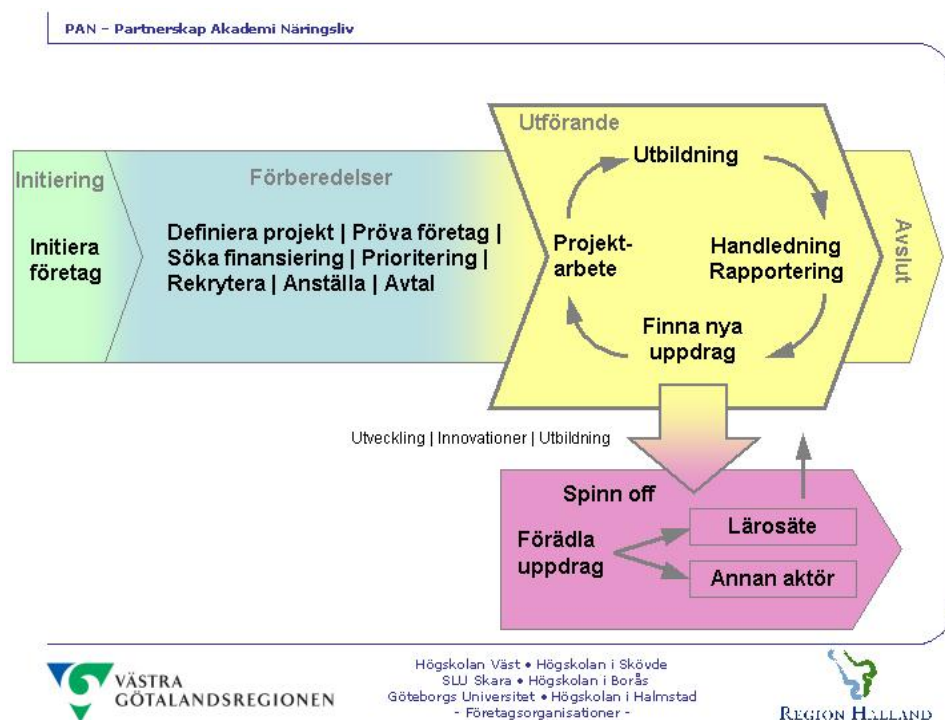 PAN – Partnerskap Akademi Näringsliv
Initiering
Initiera
företag
Förberedelser
Definiera projekt | Pröva företag |
Söka finansiering | Prioritering |
Rekrytera | Anställa | Avtal
Utförande
Utbildning
Handledning
Rapportering
Finna nya
uppdrag
Projekt-
arbete
Avslut
Utveckling | Innovationer | Utbildning
Spinn off
Förädla
uppdrag
Lärosäte
Annan aktör
VÄSTRA
GÖTALANDSREGIONEN
Högskolan Väst • Högskolan i Skövde
SLU Skara • Högskolan i Borås
Göteborgs Universitet • Högskolan i Halmstad
- Företagsorganisationer -
REGION HALLAND